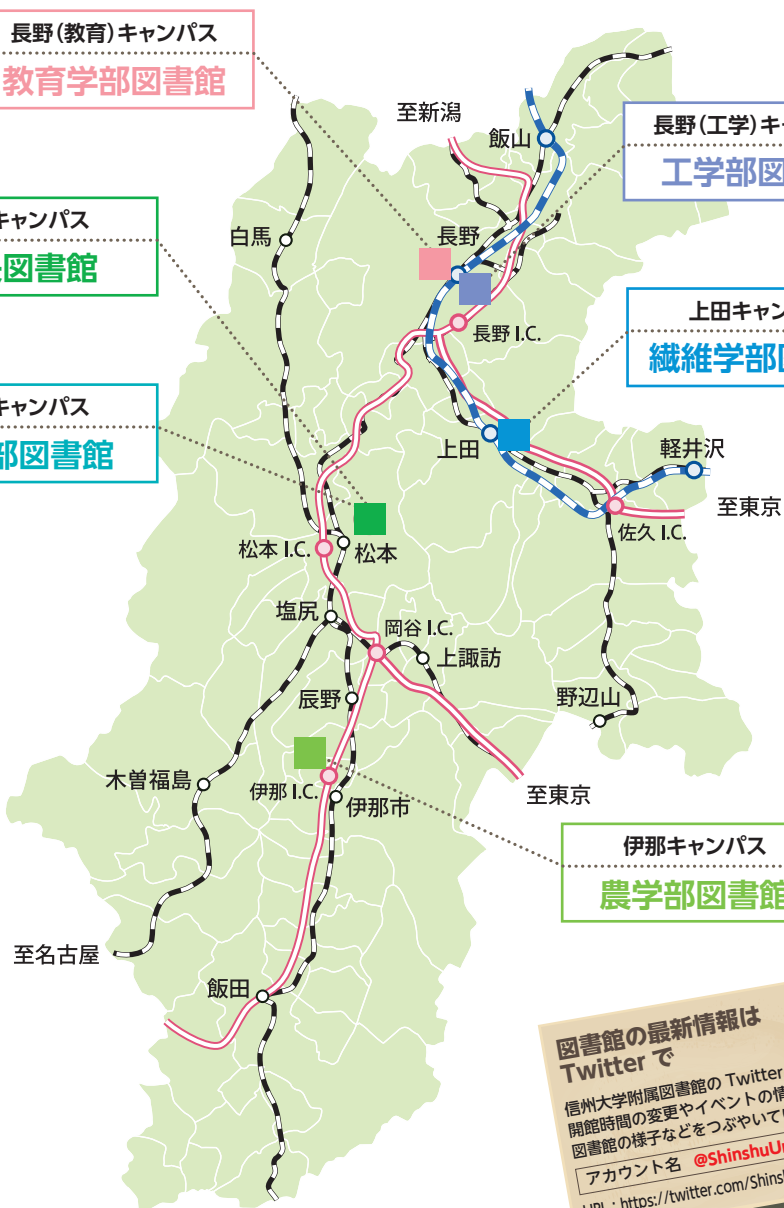 長野(教育)キャンパス
教育学部図書館
至新潟
飯山
長野(工学)キ
工学部図
キャンパス
図書館
白馬
長野
長野 I.C.
上田キャン
繊維学部
キャンパス
部図書館
上田
軽井沢
至東京
佐久 I.C.
松本 I.C.
松本
塩尻
岡谷 I.C.
上諏訪
辰野
野辺山
木曽福島
伊那 I.C.
伊那市
至東京
伊那キャンパス
農学部図書館
至名古屋
飯田
図書館の最新情報は
Twitter で
信州大学附属図書館の Twitter
開館時間の変更やイベントの情
図書館の様子などをつぶやいて
アカウント名 @ShinshuU
URL:https://twitter.com/Shins